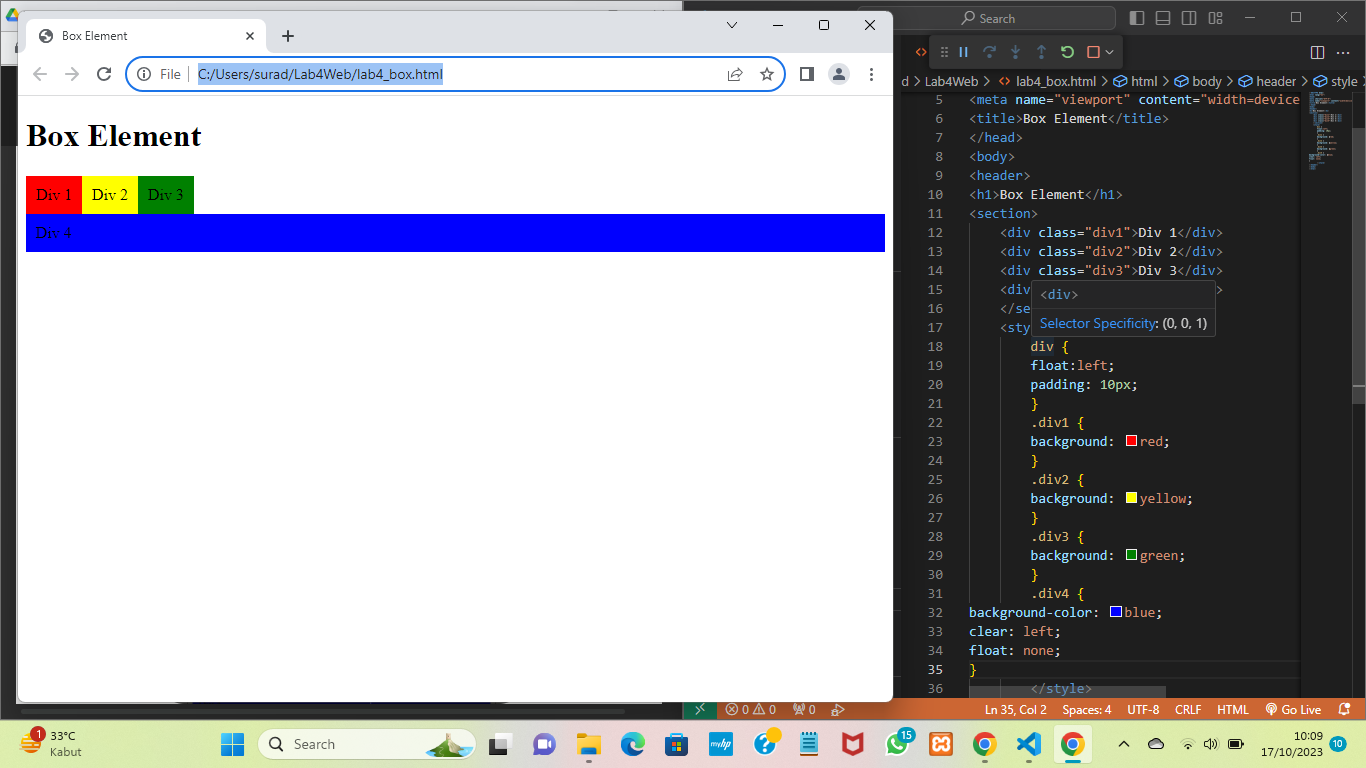 Box Element
File
C:/Users/surad/Lab4Web/lab4_box.html
Box Element
Div 1 Div 2 Div 3
Div 4
Search
d > Lab4Web > lab4_box.html > html > body > header > style >
5 <meta name="viewport" content="width=device
6 <title>Box Element</title>
7 </head>
8 <body>
9 <header>
10 <h1>Box Element</h1>
11 <section>
12 <div class="div1">Div 1</div>
13 <div class="div2">Div 2</div>
14 <div class="div3">Div 3</div>
15 <div >
16 </se
17 <sty
<div>
Selector Specificity: (0, 0, 1)
18 div {
19 float:left;
20 padding: 10px;
21 }
22 .div1 {
23 background: red;
24 }
25 .div2 {
26 background: yellow;
27 }
28 .div3 {
29 background: green;
30 }
31 .div4 {
32 background-color: blue;
33 clear: left;
34 float: none;
35 }
36 </style>
0 0 0 Ln 35, Col 2 Spaces: 4 UTF-8 CRLF HTML Go Live
1
33°C
Kabut
Search
myhp
15
10:09
17/10/2023
10